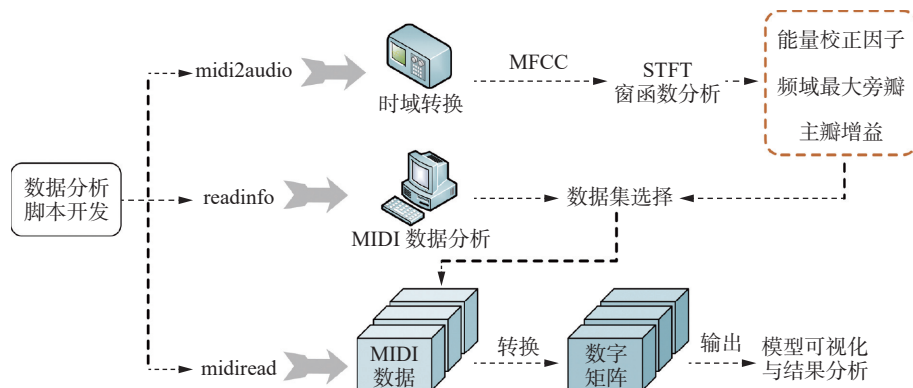 midi2audio
时域转换
MFCC
STFT
窗函数分析
能量校正因子
频域最大旁瓣
主瓣增益
数据分析
脚本开发
readinfo
MIDI 数据分析
数据集选择
midiread
MIDI
数据
转换
数字
矩阵
输出
模型可视化
与结果分析